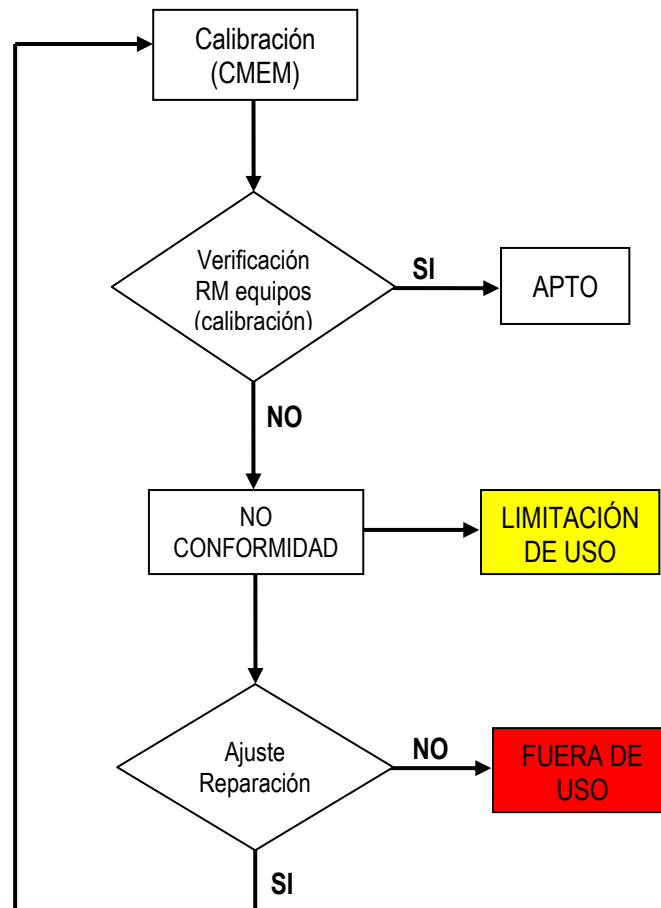 Calibración
(CMEM)
Verificación
RM equipos
(calibración)
SI
APTO
NO
NO
CONFORMIDAD
LIMITACIÓN
DE USO
Ajuste
Reparación
NO
FUERA DE
USO
SI